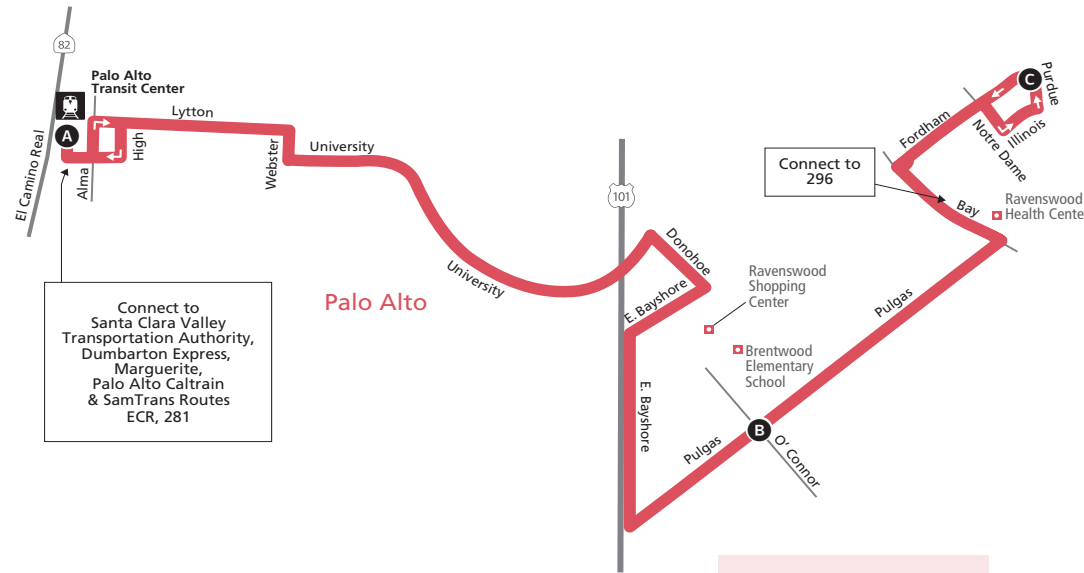 82
Palo Alto
Transit Center
A
Lytton
High
Alma
El Camino Real
Webster
University
University
Palo Alto
Connect to
Santa Clara Valley
Transportation Authority,
Dumbarton Express,
Marguerite,
Palo Alto Caltrain
& SamTrans Routes
ECR, 281
101
Donohoe
E. Bayshore
E. Bayshore
Ravenswood
Shopping
Center
Brentwood
Elementary
School
Pulgas
B
O' Connor
Pulgas
Connect to
296
Bay
Ravenswood
Health Cente
Fordham
Notre Dame
Illinois
Purdue
C